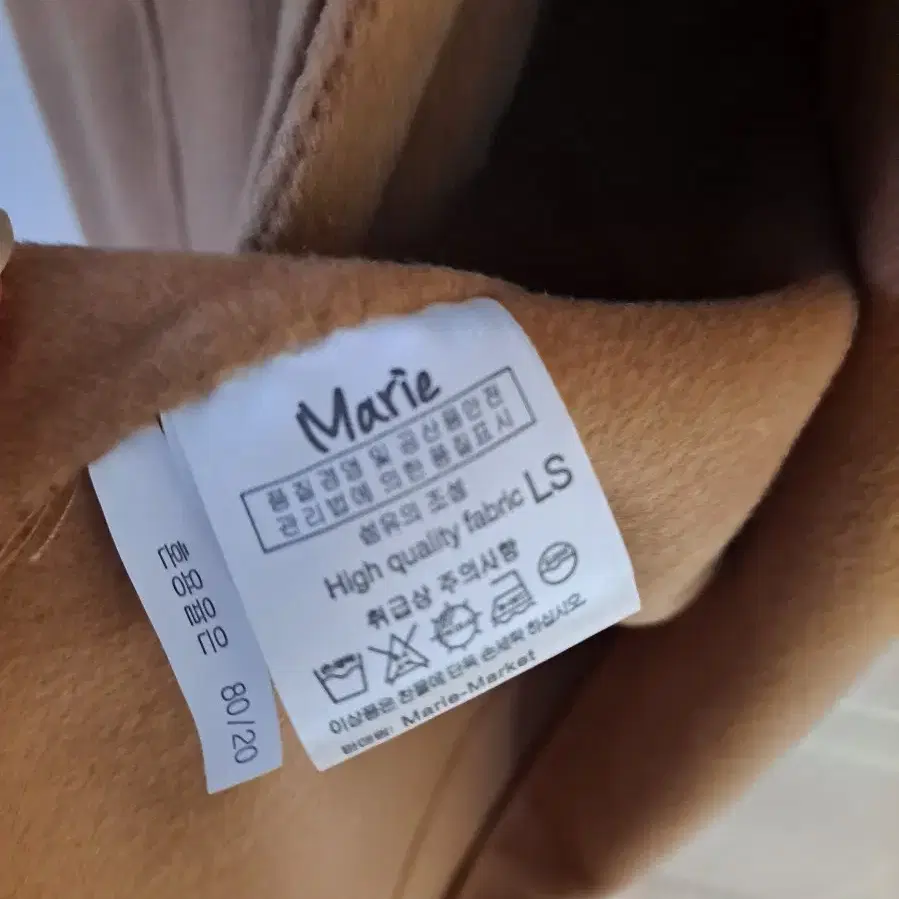 Marie
품질경영 및 공산품안전
관리법에 의한 품질표시
섬유의 조성
High quality fabric LS
취급상 주의사항
이상품은 찬물에 단독 손세탁 하십시오
판매원: Marie-Market
80/20